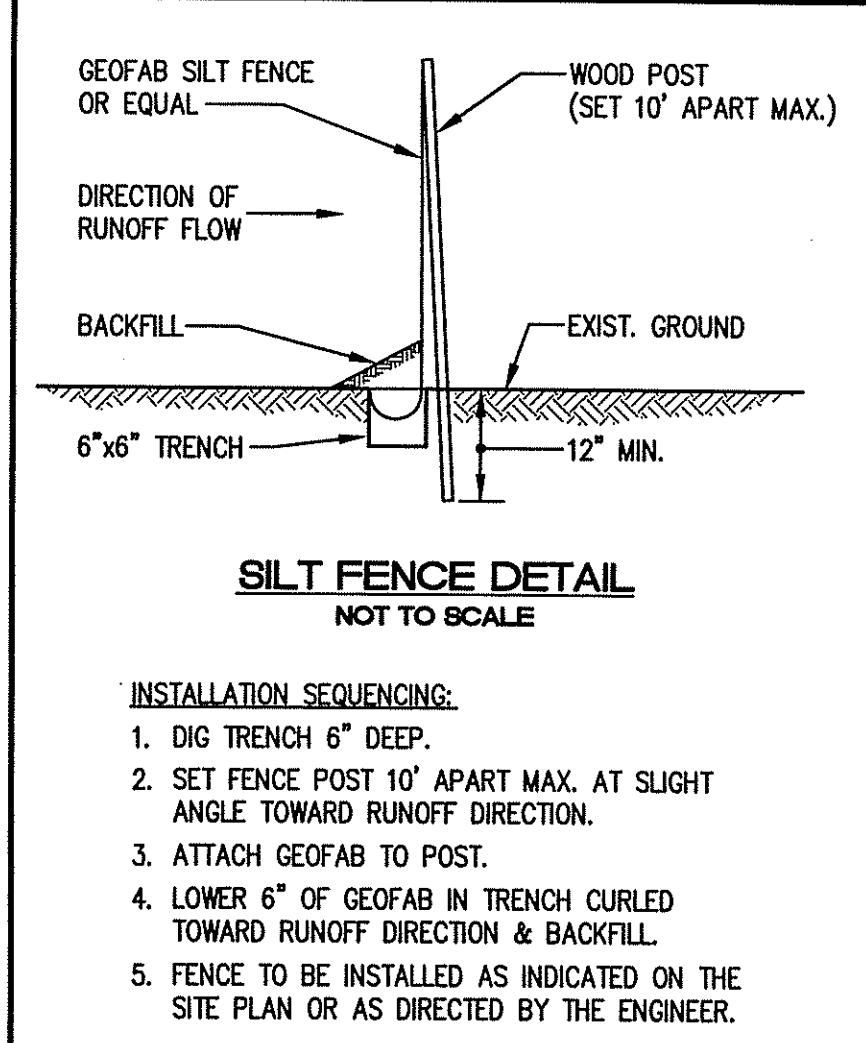 GEOFAB SILT FENCE
OR EQUAL
WOOD POST
(SET 10' APART MAX.)
DIRECTION OF
RUNOFF FLOW
BACKFILL
EXIST. GROUND
6"x6" TRENCH
12" MIN.
SILT FENCE DETAIL
NOT TO SCALE
INSTALLATION SEQUENCING:
1. DIG TRENCH 6" DEEP.
2. SET FENCE POST 10' APART MAX. AT SLIGHT
ANGLE TOWARD RUNOFF DIRECTION.
3. ATTACH GEOFAB TO POST.
4. LOWER 6" OF GEOFAB IN TRENCH CURLED
TOWARD RUNOFF DIRECTION & BACKFILL.
5. FENCE TO BE INSTALLED AS INDICATED ON THE
SITE PLAN OR AS DIRECTED BY THE ENGINEER.